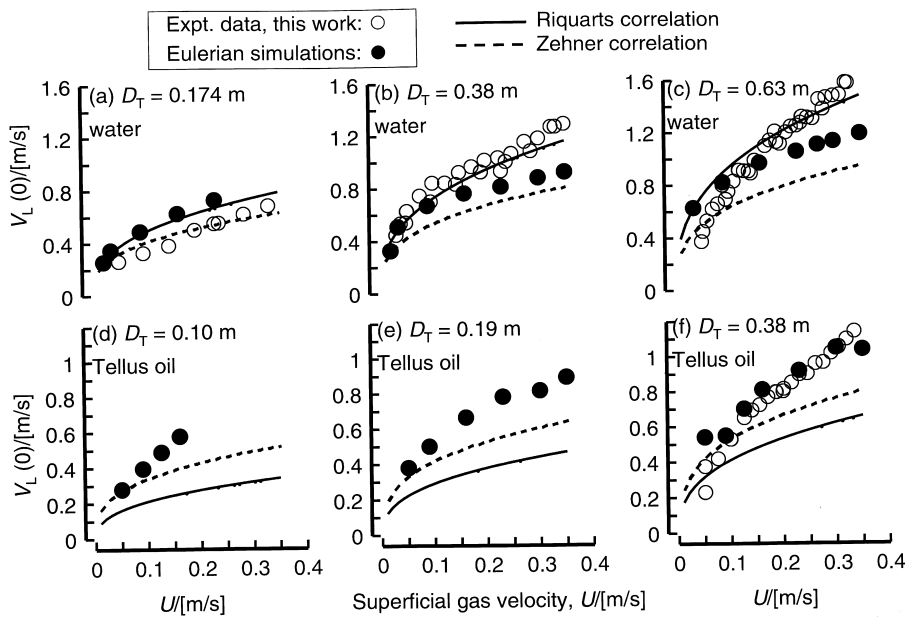 Expt. data, this work:
Eulerian simulations:
Riquarts correlation
Zehner correlation
V_L (0)/[m/s]
1.6
1.2
0.8
0.4
0
(a) D_T = 0.174 m
water
1.6
1.2
0.8
0.4
0
(b) D_T = 0.38 m
water
1.6
1.2
0.8
0.4
0
(c) D_T = 0.63 m
water
V_L (0)/[m/s]
1
0.8
0.6
0.4
0.2
0
(d) D_T = 0.10 m
Tellus oil
1
0.8
0.6
0.4
0.2
0
(e) D_T = 0.19 m
Tellus oil
1
0.8
0.6
0.4
0.2
0
(f) D_T = 0.38 m
Tellus oil
0 0.1 0.2 0.3 0.4
0 0.1 0.2 0.3 0.4
0 0.1 0.2 0.3 0.4
U/[m/s]
Superficial gas velocity, U/[m/s]
U/[m/s]